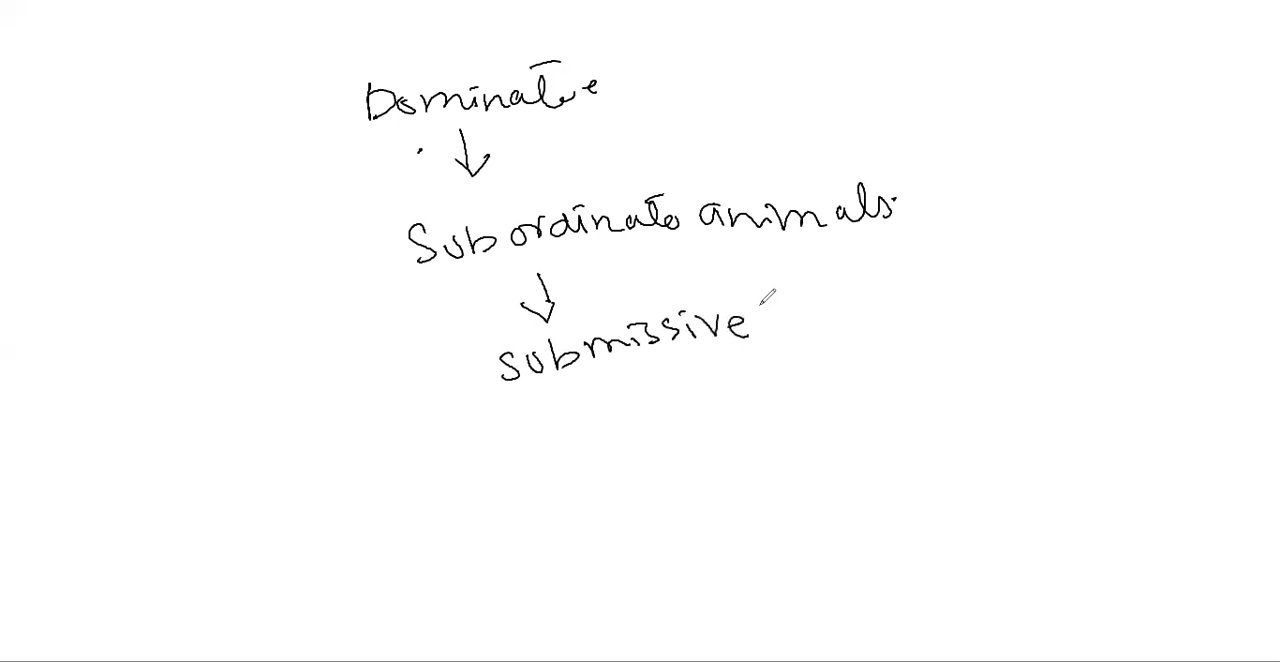 Dominate
↓
Subordinate animals.
↓
submissive